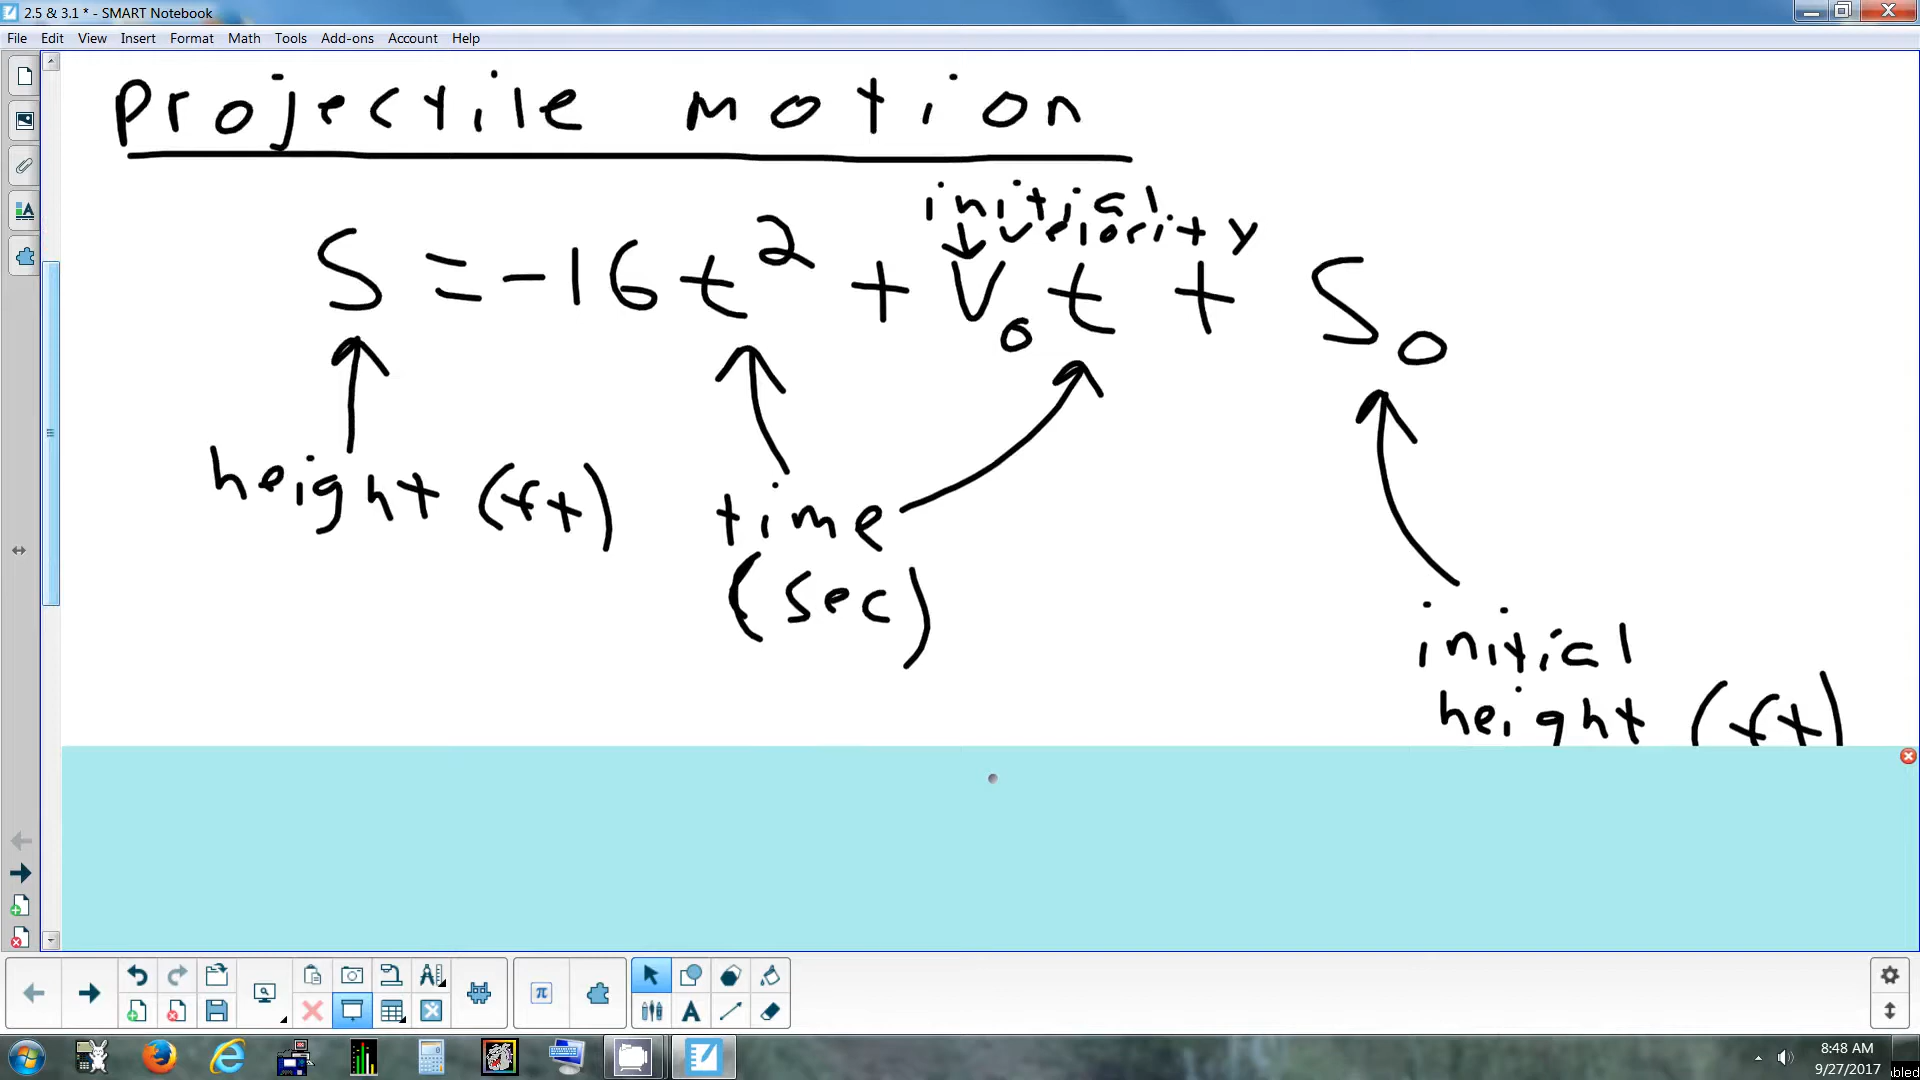 2.5 & 3.1 * - SMART Notebook
File Edit View Insert Format Math Tools Add-ons Account Help
projectile motion
initial
velocity
S = -16t² + V₀t + S₀
height (ft)
time
(sec)
initial
height (ft)
π
A
8:48 AM
9/27/2017
bled